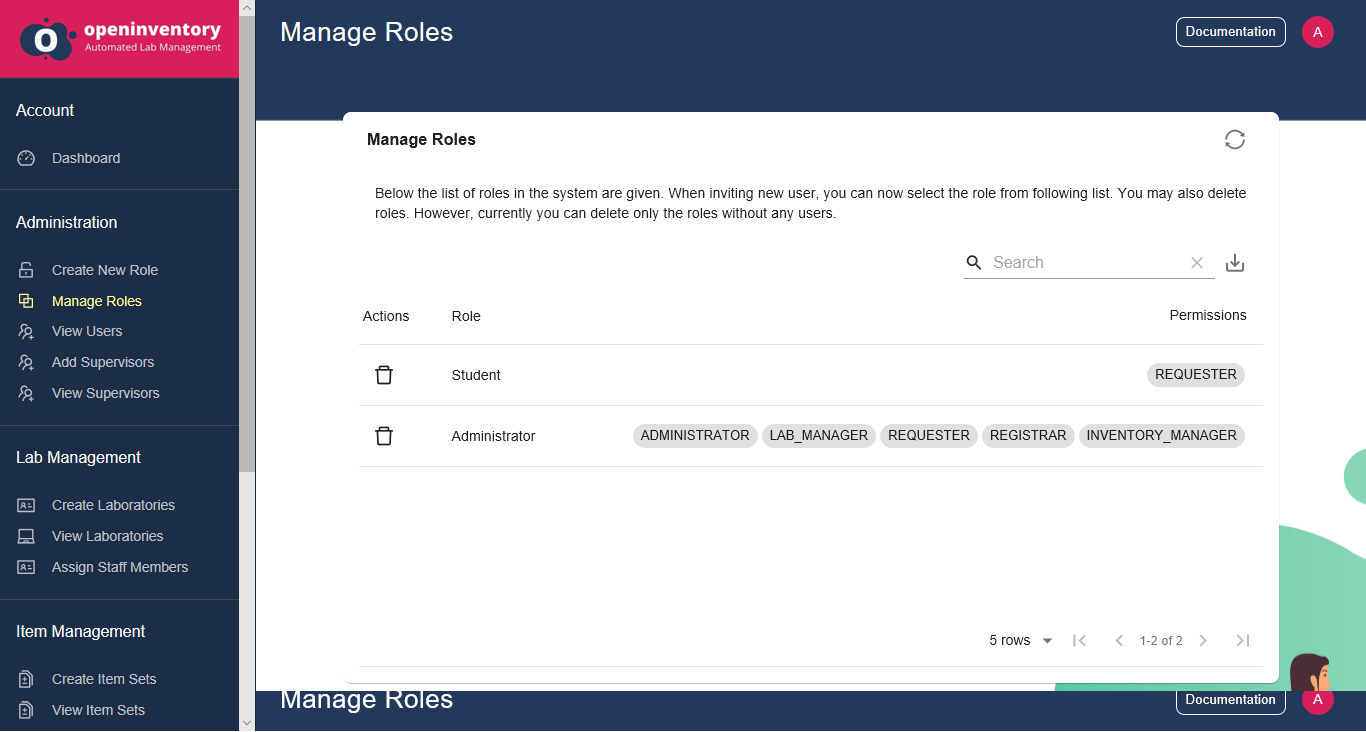 openinventory
Automated Lab Management
Account
Dashboard
Administration
Create New Role
Manage Roles
View Users
Add Supervisors
View Supervisors
Lab Management
Create Laboratories
View Laboratories
Assign Staff Members
Item Management
Create Item Sets
View Item Sets
Manage Roles
Documentation
A
Manage Roles
Below the list of roles in the system are given. When inviting new user, you can now select the role from following list. You may also delete
roles. However, currently you can delete only the roles without any users.
Search
Actions Role Permissions
Student REQUESTER
Administrator ADMINISTRATOR LAB_MANAGER REQUESTER REGISTRAR INVENTORY_MANAGER
5 rows 1-2 of 2
Manage Roles
Documentation
A